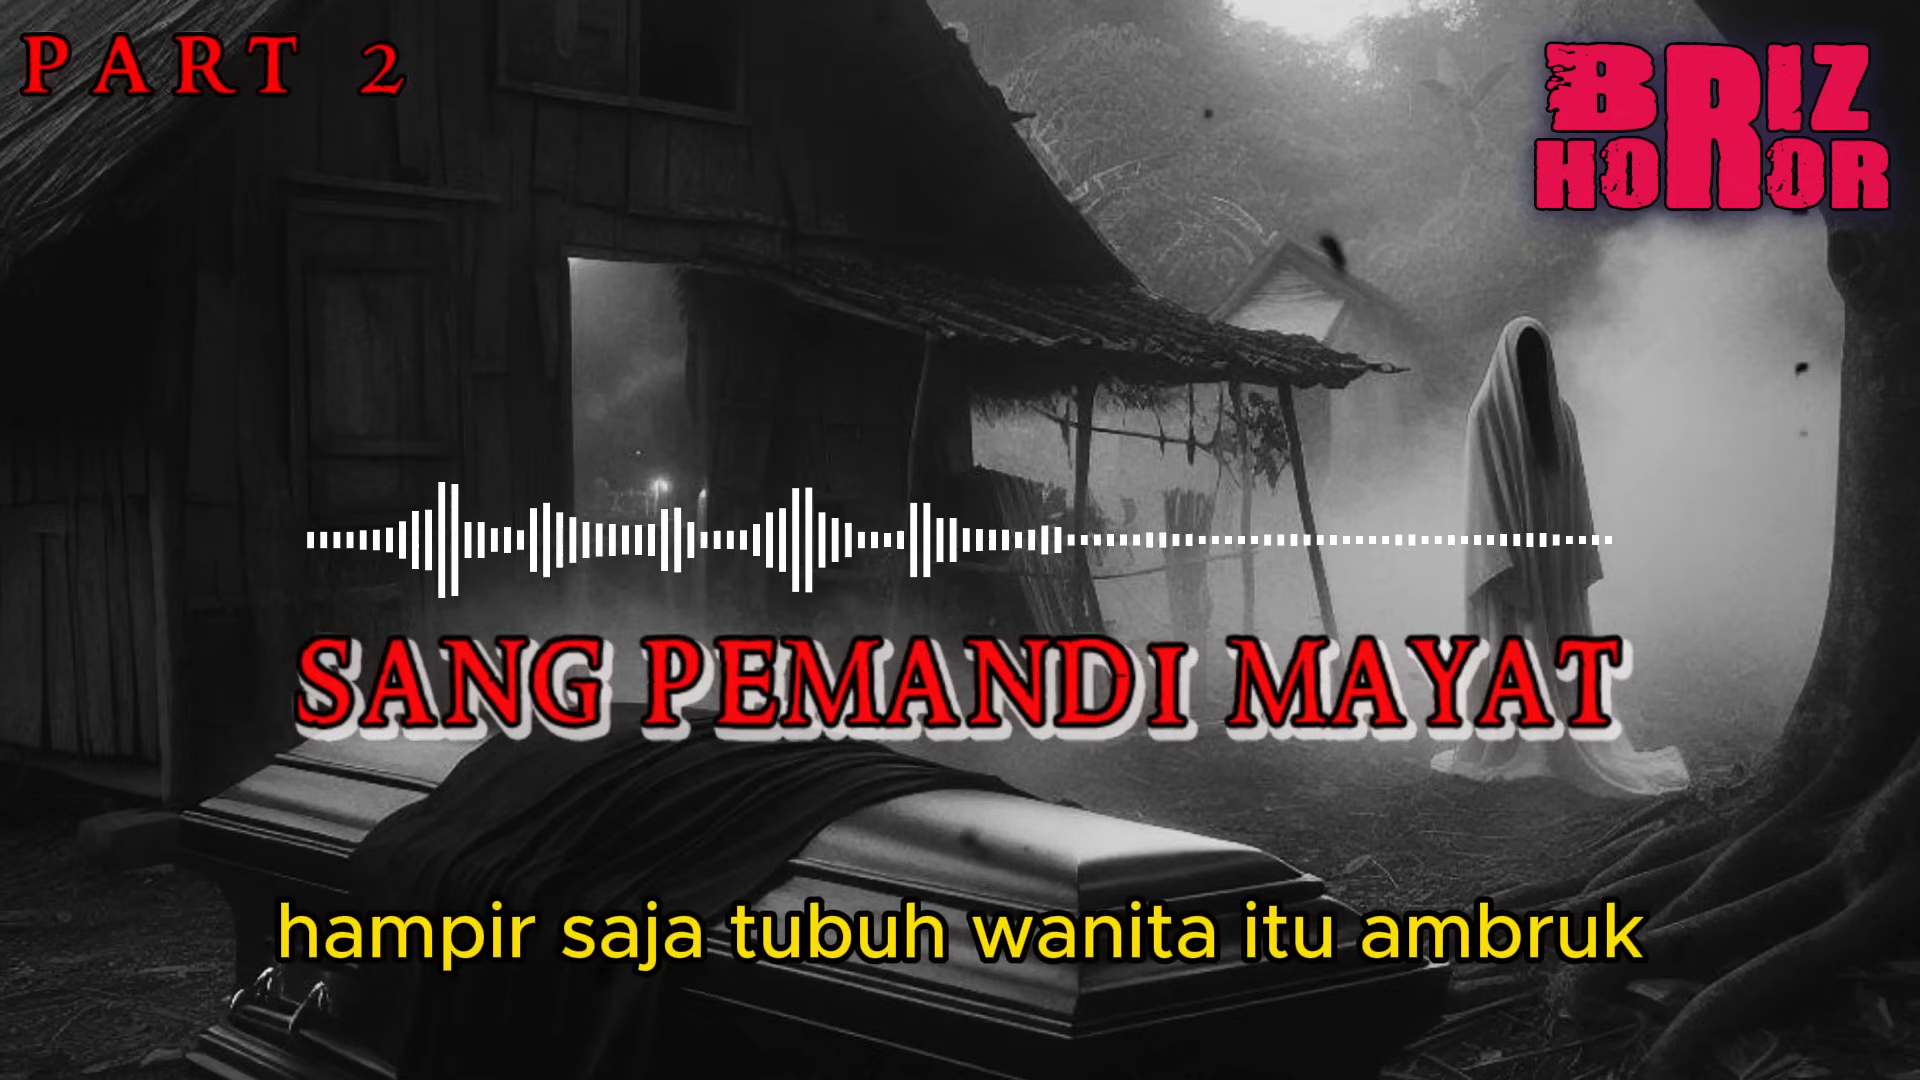 PART 2
BRIZ
HORROR
SANG PEMANDI MAYAT
hampir saja tubuh wanita itu ambruk